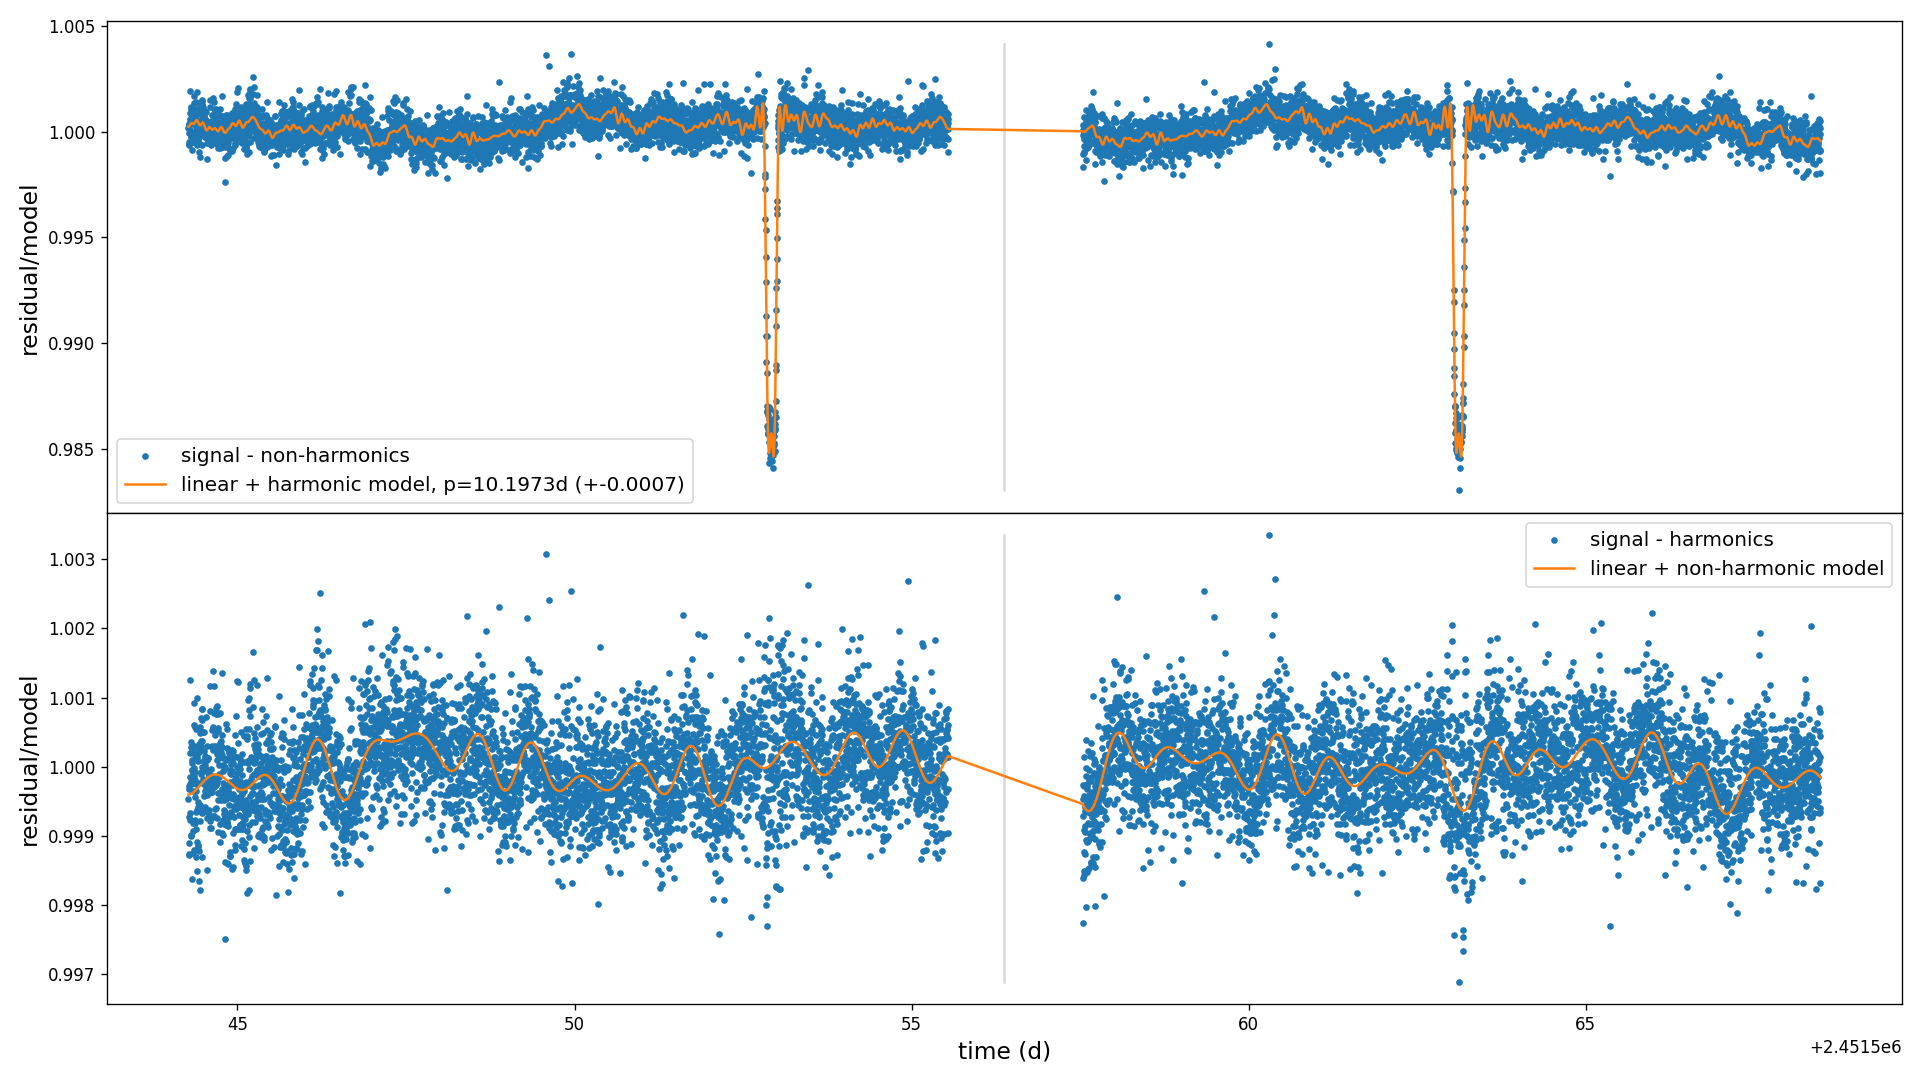 1.005
1.000
0.995
0.990
0.985
residual/model
signal - non-harmonics
linear + harmonic model, p=10.1973d (+-0.0007)
1.003
1.002
1.001
1.000
0.999
0.998
0.997
residual/model
signal - harmonics
linear + non-harmonic model
45 50 55 60 65
time (d)
+2.4515e6